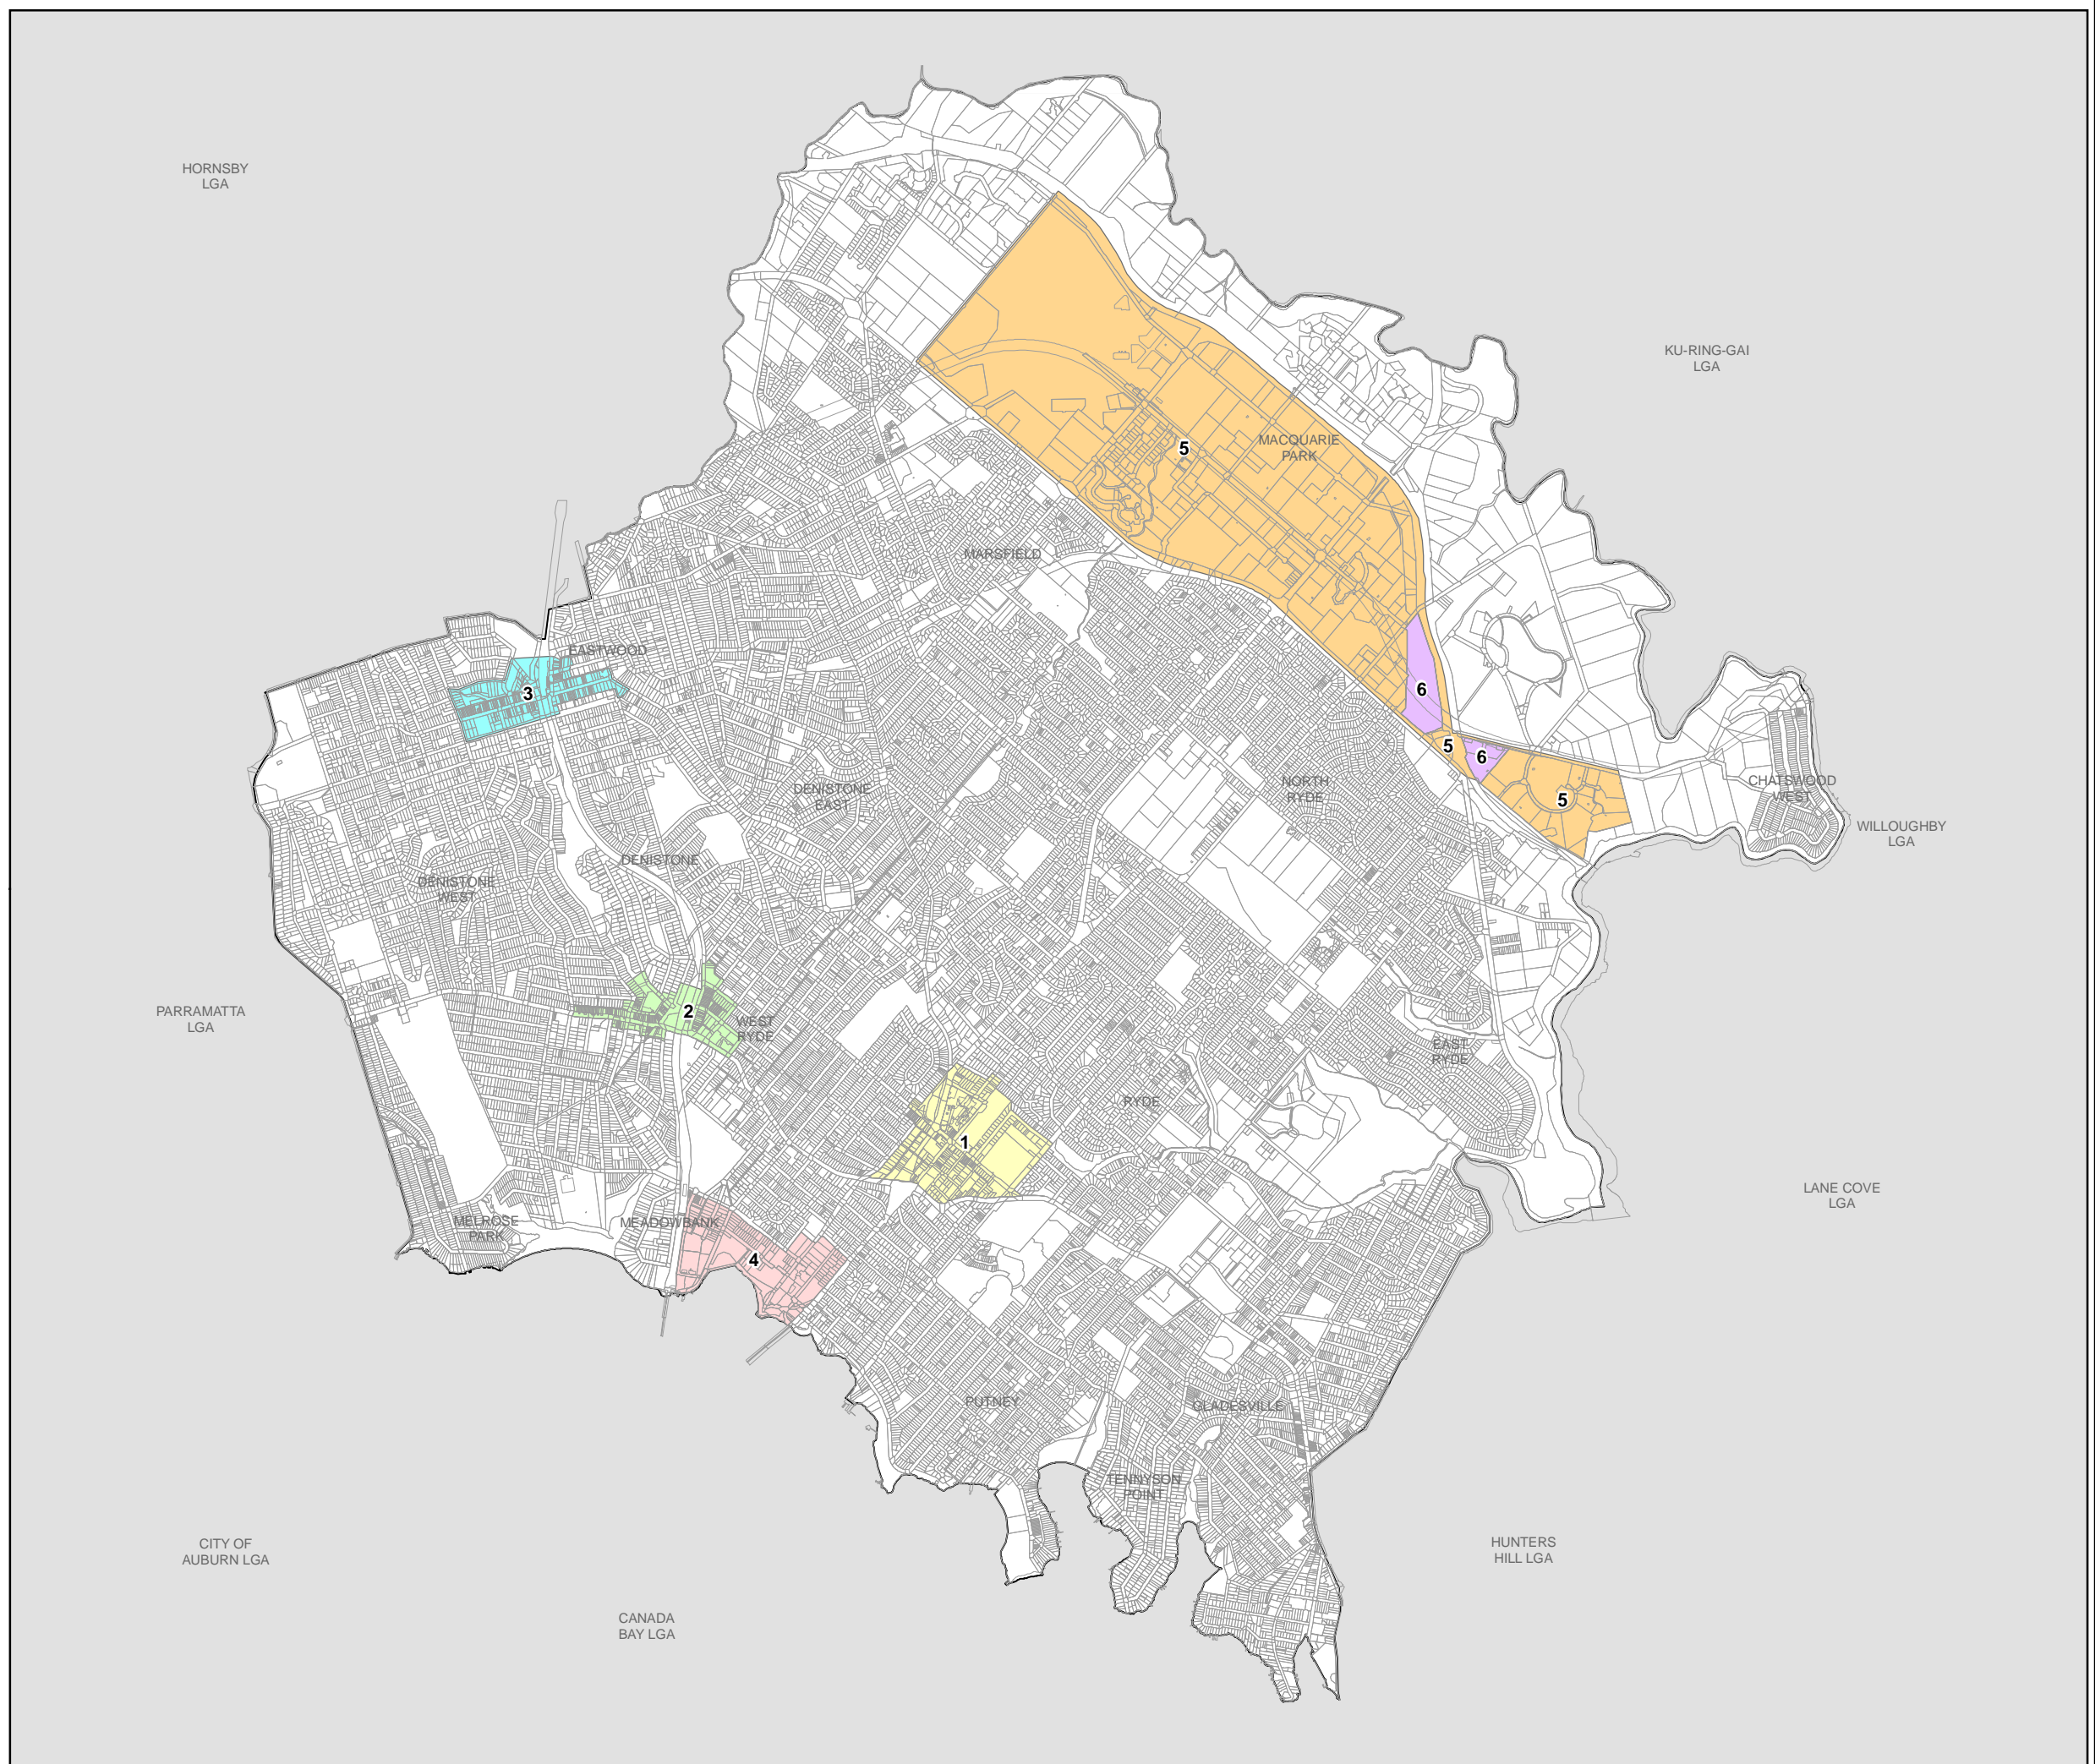 HORNSBY
LGA
KU-RING-GAI
LGA
MACQUARIE
PARK
5
MARSFIELD
EASTWOOD
3
6
5
6
5
NORTH
RYDE
CHATSWOOD
WEST
DENISTONE
EAST
WILLOUGHBY
LGA
DENISTONE
DENISTONE
WEST
PARRAMATTA
LGA
2
WEST
RYDE
EAST
RYDE
RYDE
1
LANE COVE
LGA
MELROSE
PARK
MEADOWBANK
4
PUTNEY
GLADESVILLE
TENNYSON
POINT
CITY OF
AUBURN LGA
HUNTERS
HILL LGA
CANADA
BAY LGA